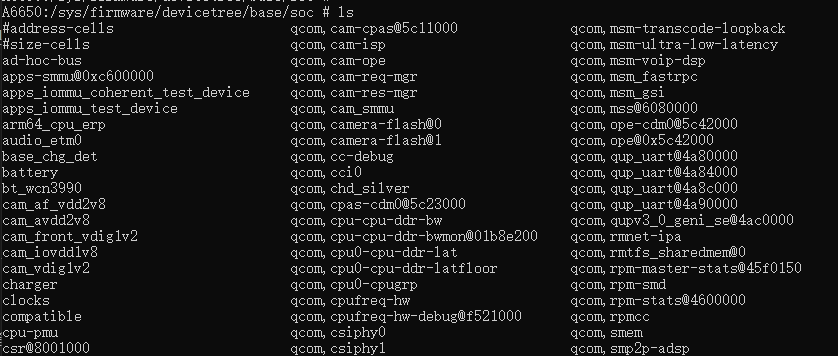 A6650:/sys/firmware/devicetree/base/soc # ls
#address-cells qcom,cam-cpas@5c11000 qcom,msm-transcode-loopback
#size-cells qcom,cam-isp qcom,msm-ultra-low-latency
ad-hoc-bus qcom,cam-ope qcom,msm-voip-dsp
apps-smmu@0xc600000 qcom,cam-req-mgr qcom,msm_fastrpc
apps_iommu_coherent_test_device qcom,cam-res-mgr qcom,msm_gsi
apps_iommu_test_device qcom,cam_smmu qcom,mss@6080000
arm64_cpu_erp qcom,camera-flash@0 qcom,ope-cdm0@5c42000
audio_etm0 qcom,camera-flash@1 qcom,ope@0x5c42000
base_chg_det qcom,cc-debug qcom,qup_uart@4a80000
battery qcom,cci0 qcom,qup_uart@4a84000
bt_wcn3990 qcom,chd_silver qcom,qup_uart@4a8c000
cam_af_vdd2v8 qcom,cpas-cdm0@5c23000 qcom,qup_uart@4a90000
cam_avdd2v8 qcom,cpu-cpu-ddr-bw qcom,qupv3_0_geni_se@4ac0000
cam_front_vdig1v2 qcom,cpu-cpu-ddr-bwmon@01b8e200 qcom,rmnet-ipa
cam_iovdd1v8 qcom,cpu0-cpu-ddr-lat qcom,rmtfs_sharedmem@0
cam_vdig1v2 qcom,cpu0-cpu-ddr-latfloor qcom,rpm-master-stats@45f0150
charger qcom,cpu0-cpugrp qcom,rpm-smd
clocks qcom,cpufreq-hw qcom,rpm-stats@4600000
compatible qcom,cpufreq-hw-debug@f521000 qcom,rpmcc
cpu-pmu qcom,csiphy0 qcom,smem
csr@8001000 qcom,csiphy1 qcom,smp2p-adsp